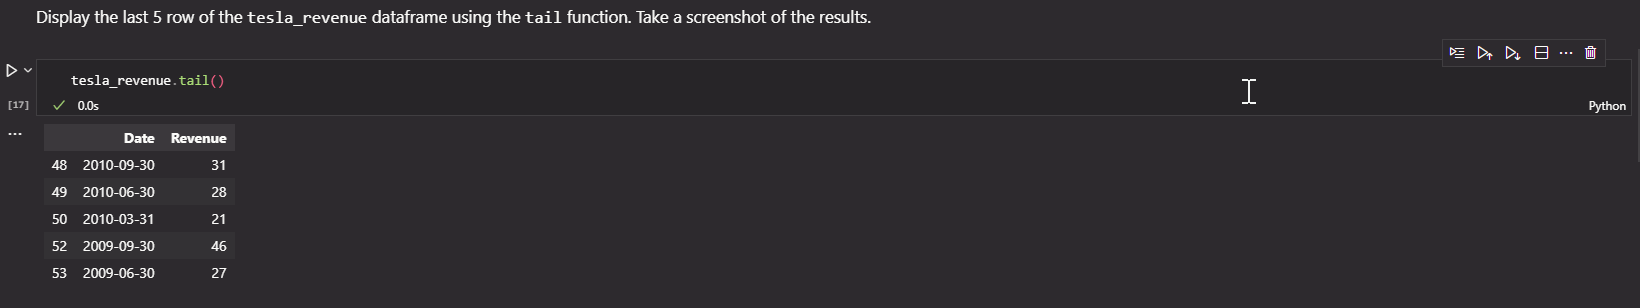 Display the last 5 row of the tesla_revenue dataframe using the tail function. Take a screenshot of the results.
tesla_revenue.tail()
[17] 0.0s Python
Date Revenue
48 2010-09-30 31
49 2010-06-30 28
50 2010-03-31 21
52 2009-09-30 46
53 2009-06-30 27